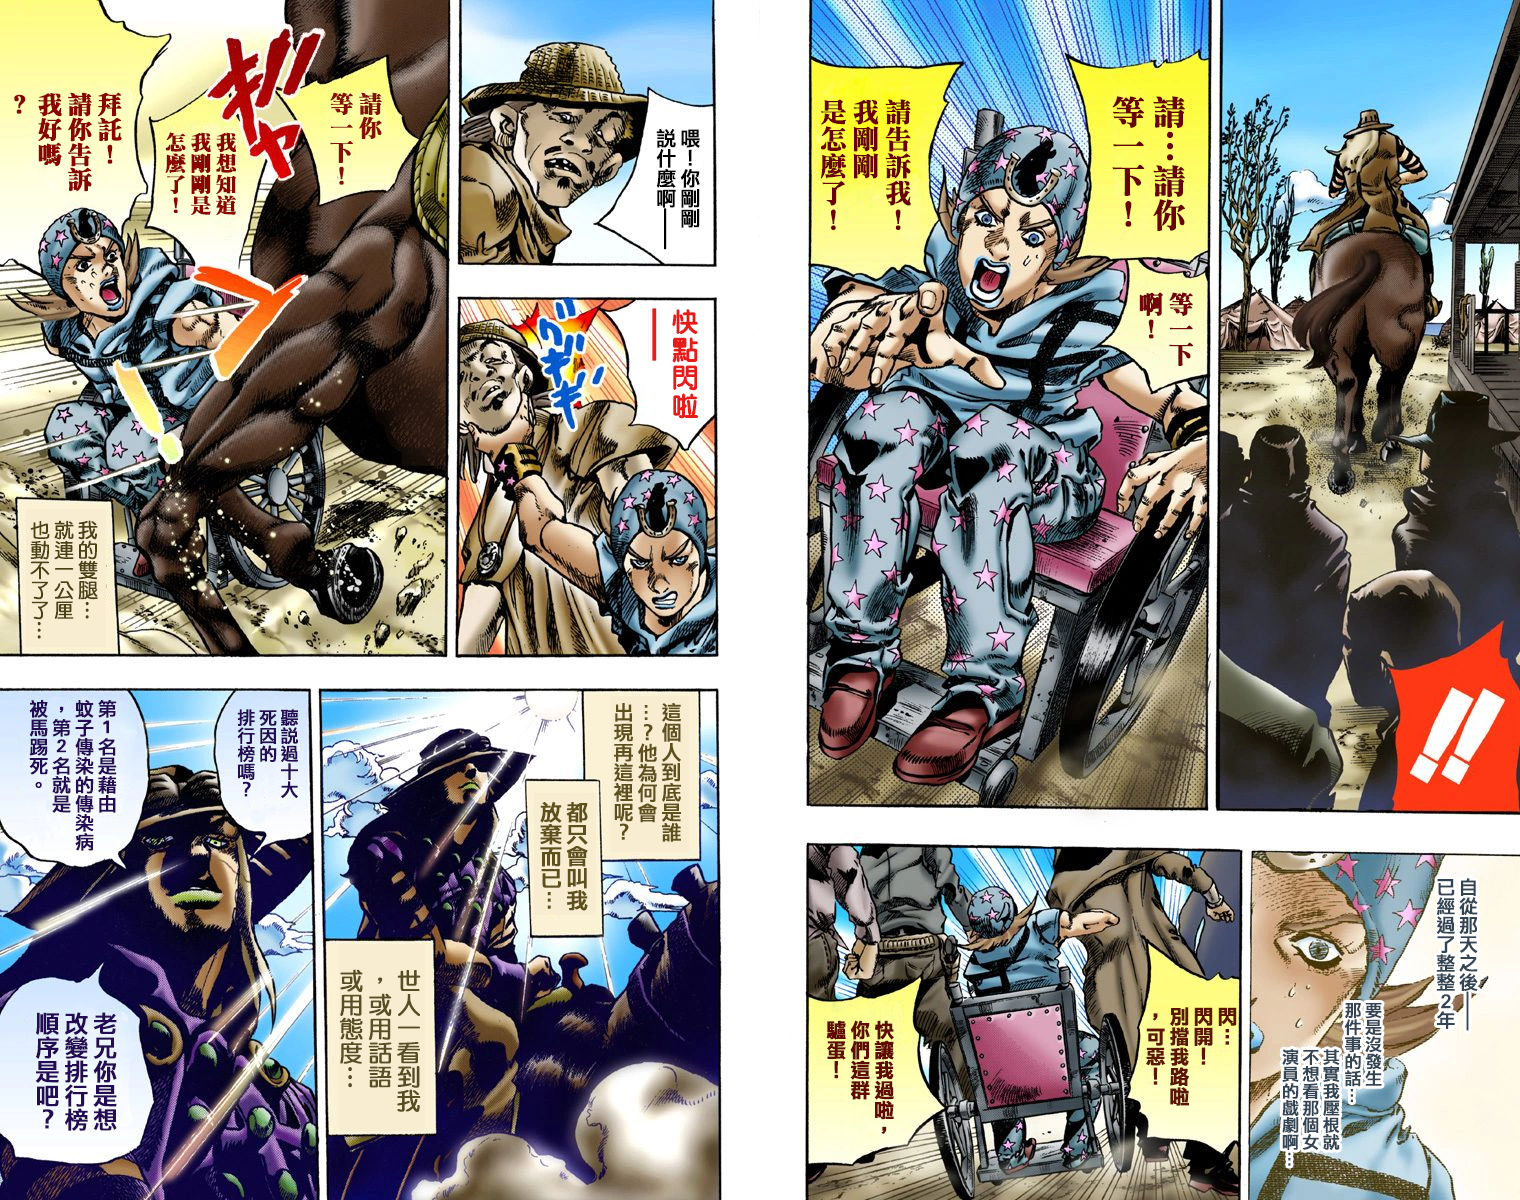 請…請你
等一下！
等一下
啊！
請告訴我！
我剛剛
是怎麼了！
!!
自從那天之後——
已經過了整整2年
要是沒發生
那件事的話…
其實我壓根就
不想看那個女
演員的戲劇啊…
閃…
閃開！
別擋我路啦
，可惡！
快讓我過啦，
你們這群
驢蛋！
喂！你剛剛
說什麼啊——
快點閃啦
——
グギギ
請你
等一下！
我想知道
我剛剛是
怎麼了！
キバヤ
拜託！
請你告訴
我好嗎
？
！
我的雙腿…
就連一公厘
也動不了了…
這個人到底是誰
…？他為何會
出現再這裡呢？
都只會叫我
放棄而已…
世人一看到我
，或用話語
或用態度…
聽說過十大
死因的
排行榜嗎？
第1名是藉由
蚊子傳染的傳染病
，第2名就是
被馬踢死。
老兄你是想
改變排行榜
順序是吧？